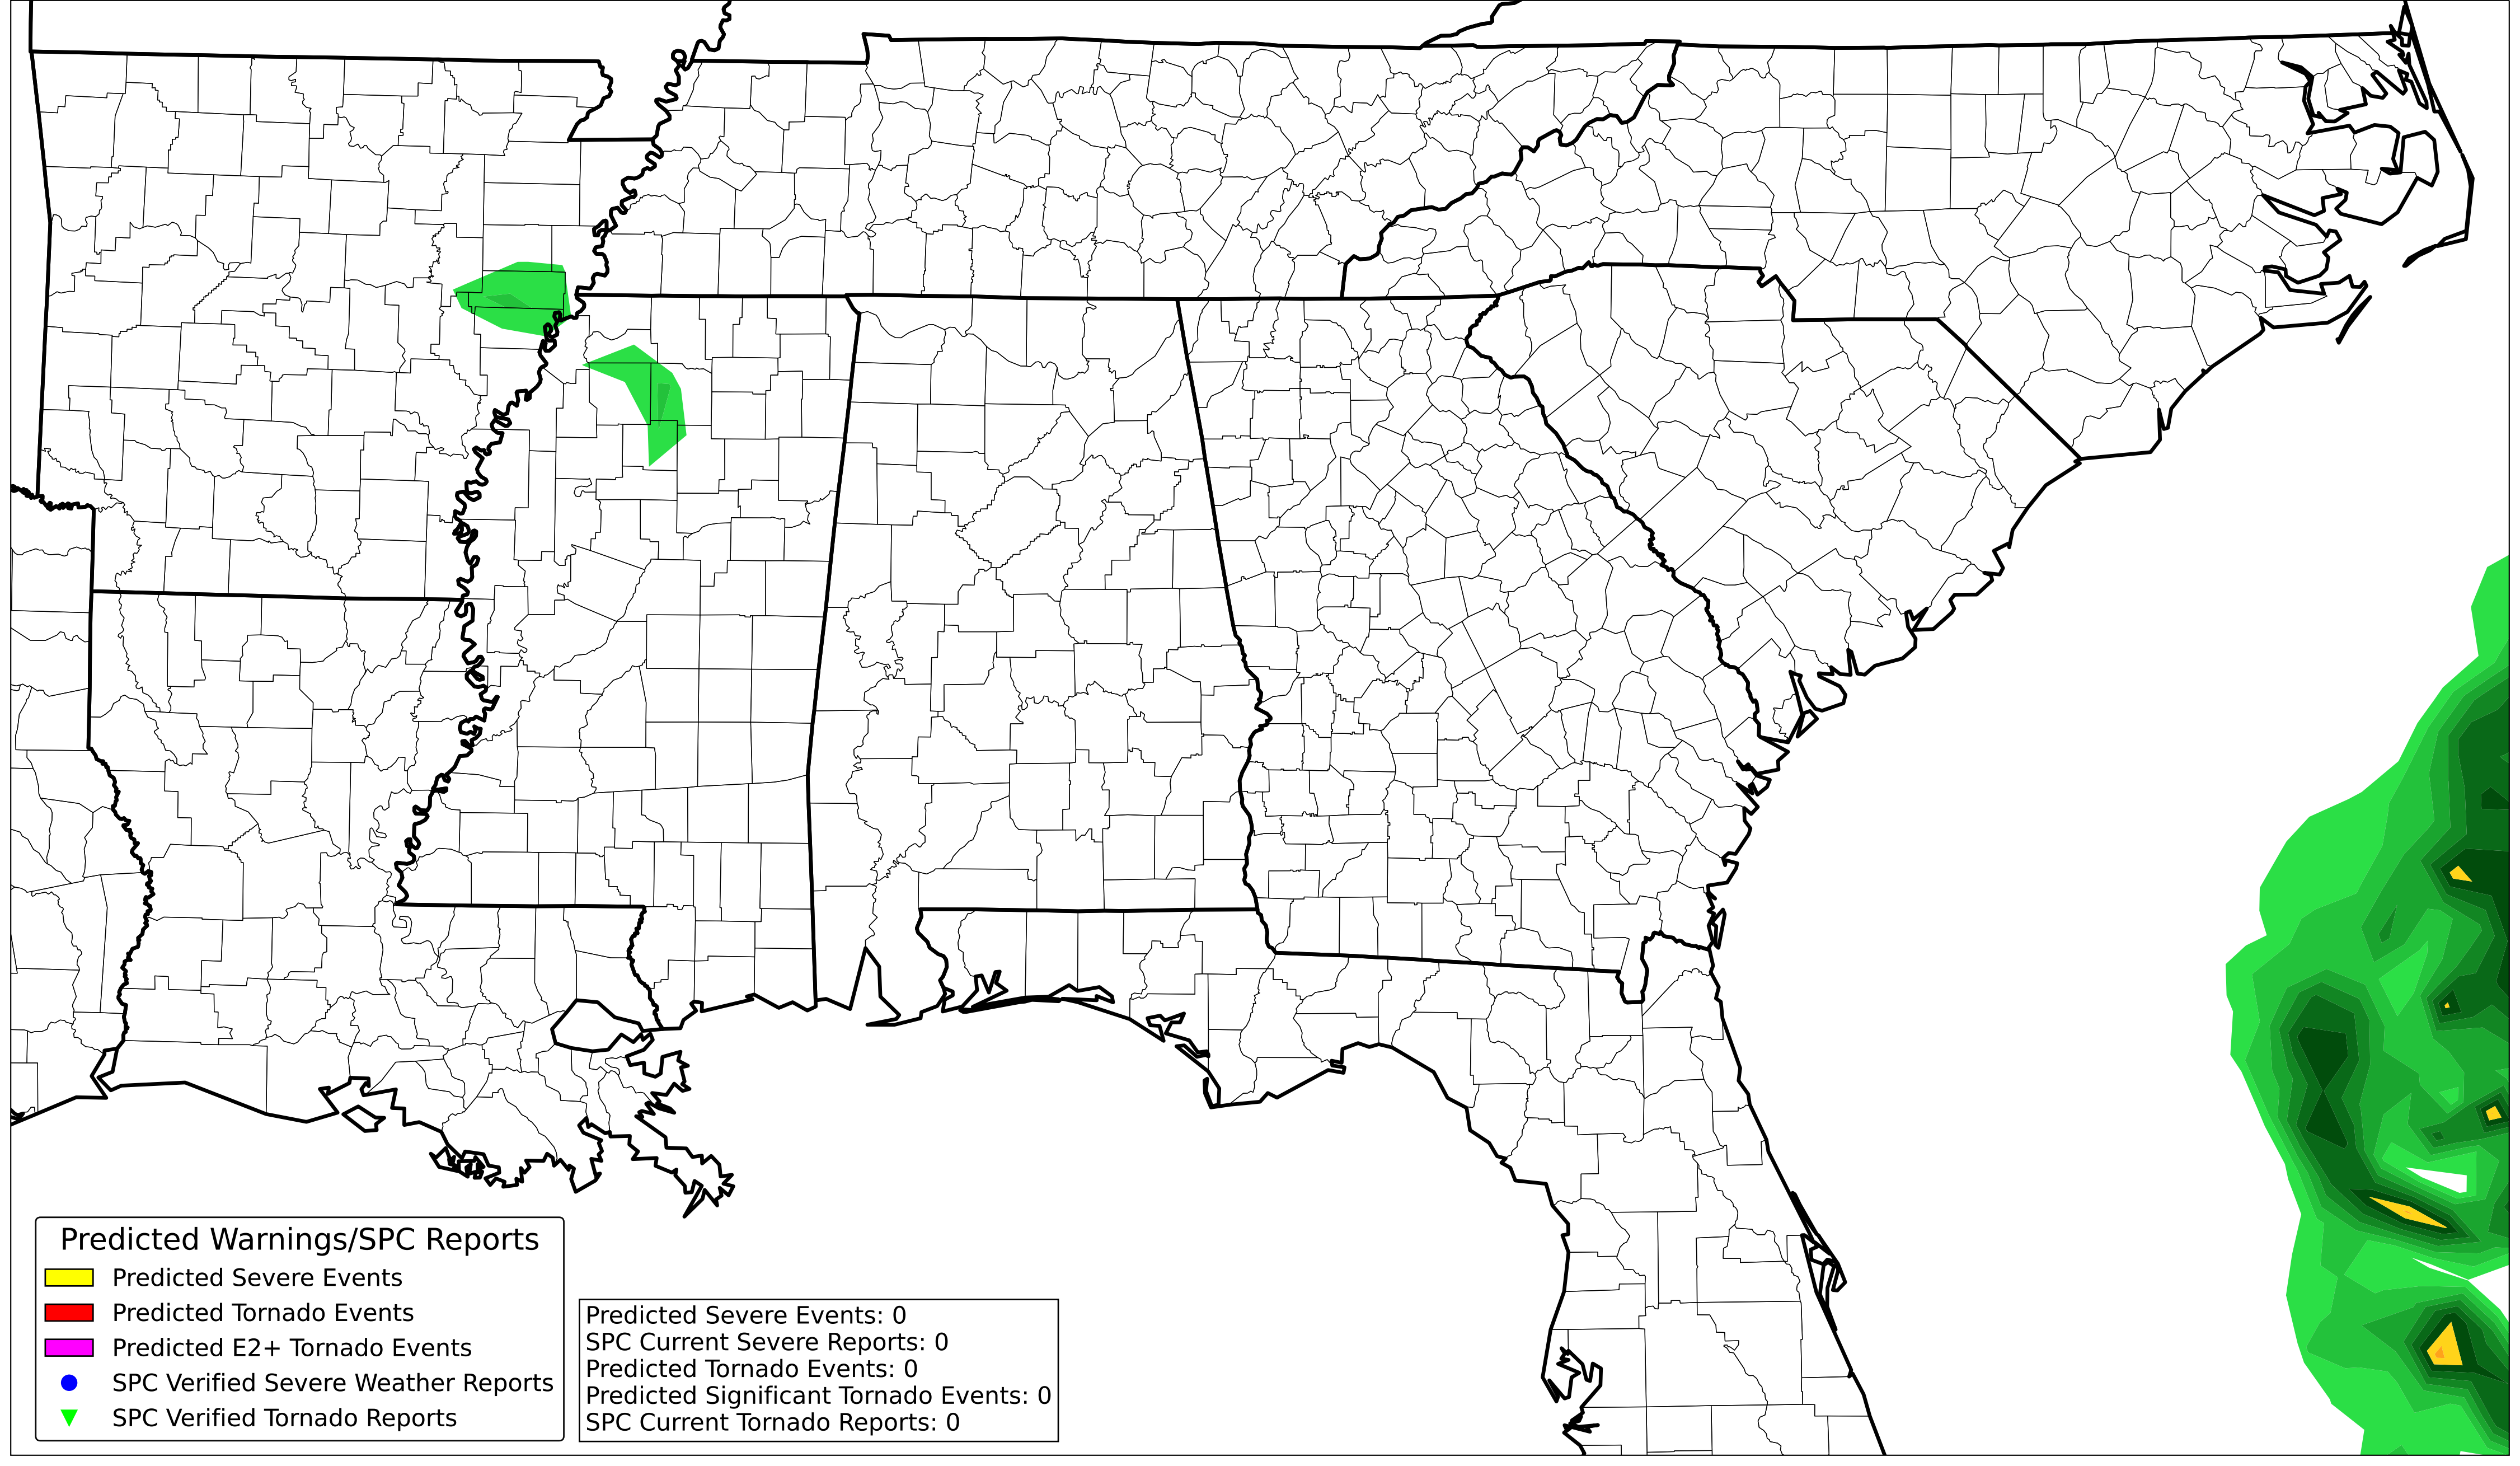 Predicted Warnings/SPC Reports
Predicted Severe Events
Predicted Tornado Events
Predicted E2+ Tornado Events
SPC Verified Severe Weather Reports
SPC Verified Tornado Reports
Predicted Severe Events: 0
SPC Current Severe Reports: 0
Predicted Tornado Events: 0
Predicted Significant Tornado Events: 0
SPC Current Tornado Reports: 0